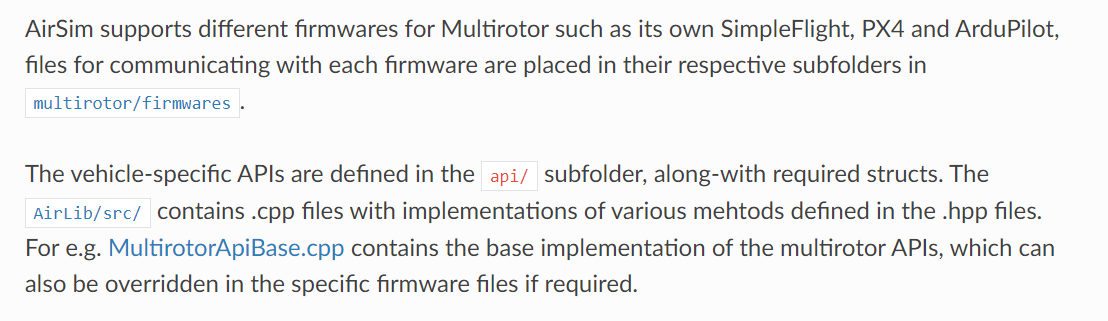 AirSim supports different firmwares for Multirotor such as its own SimpleFlight, PX4 and ArduPilot,
files for communicating with each firmware are placed in their respective subfolders in
multirotor/firmwares.
The vehicle-specific APIs are defined in the api/ subfolder, along-with required structs. The
AirLib/src/ contains .cpp files with implementations of various mehtods defined in the .hpp files.
For e.g. MultirotorApiBase.cpp contains the base implementation of the multirotor APIs, which can
also be overridden in the specific firmware files if required.